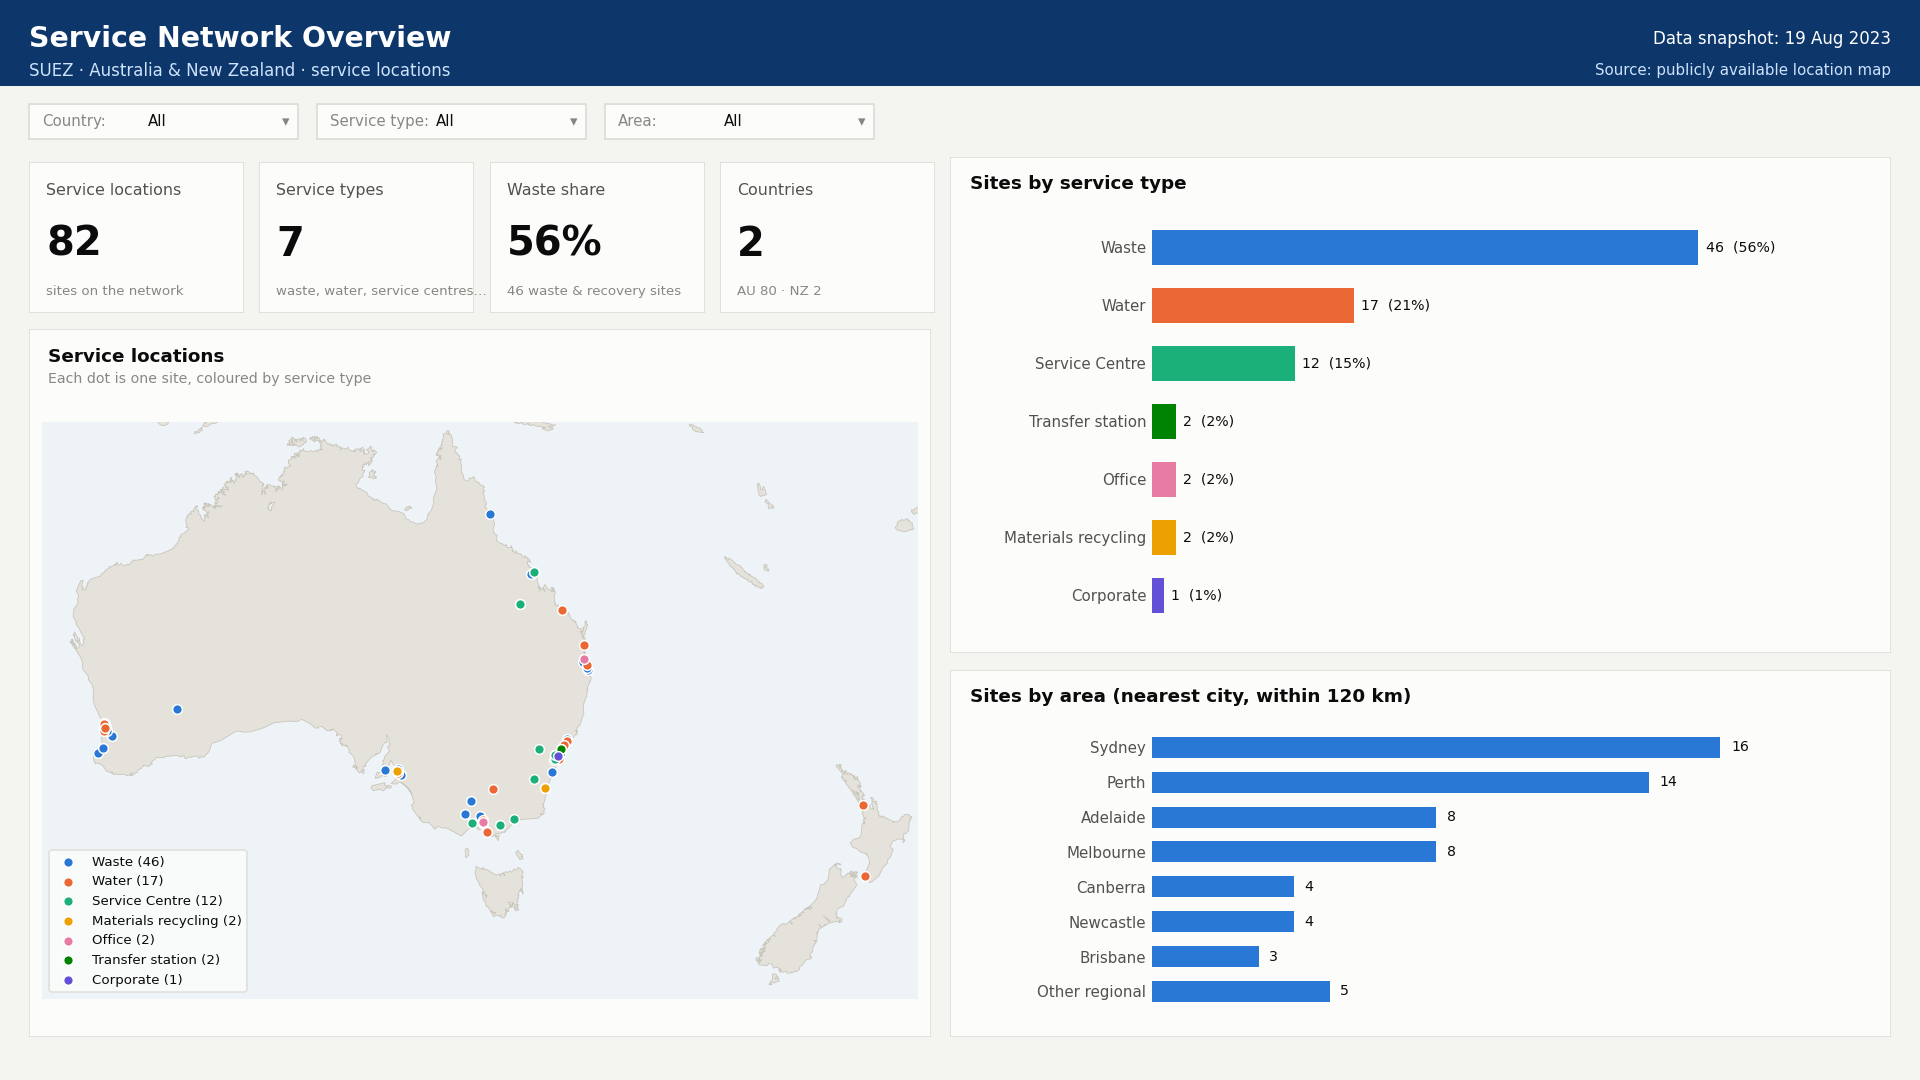 Service Network Overview
SUEZ · Australia & New Zealand · service locations
Data snapshot: 19 Aug 2023
Source: publicly available location map
Country: All ▾
Service type: All ▾
Area: All ▾
Service locations
82
sites on the network
Service types
7
waste, water, service centres…
Waste share
56%
46 waste & recovery sites
Countries
2
AU 80 · NZ 2
Service locations
Each dot is one site, coloured by service type
Waste (46)
Water (17)
Service Centre (12)
Materials recycling (2)
Office (2)
Transfer station (2)
Corporate (1)
Sites by service type
Waste 46 (56%)
Water 17 (21%)
Service Centre 12 (15%)
Transfer station 2 (2%)
Office 2 (2%)
Materials recycling 2 (2%)
Corporate 1 (1%)
Sites by area (nearest city, within 120 km)
Sydney 16
Perth 14
Adelaide 8
Melbourne 8
Canberra 4
Newcastle 4
Brisbane 3
Other regional 5